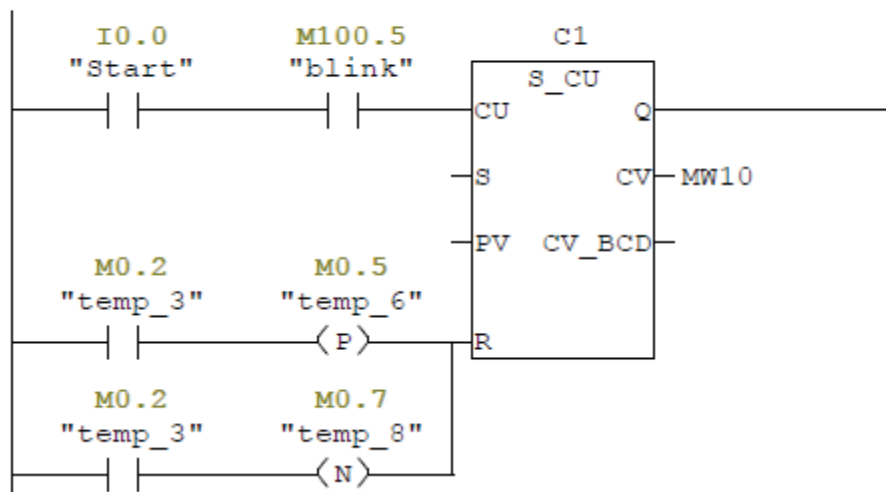 I0.0 M100.5 C1
"Start" "blink" S_CU
CU Q
S CV MW10
PV CV_BCD
M0.2 M0.5
"temp_3" "temp_6"
P R
M0.2 M0.7
"temp_3" "temp_8"
N